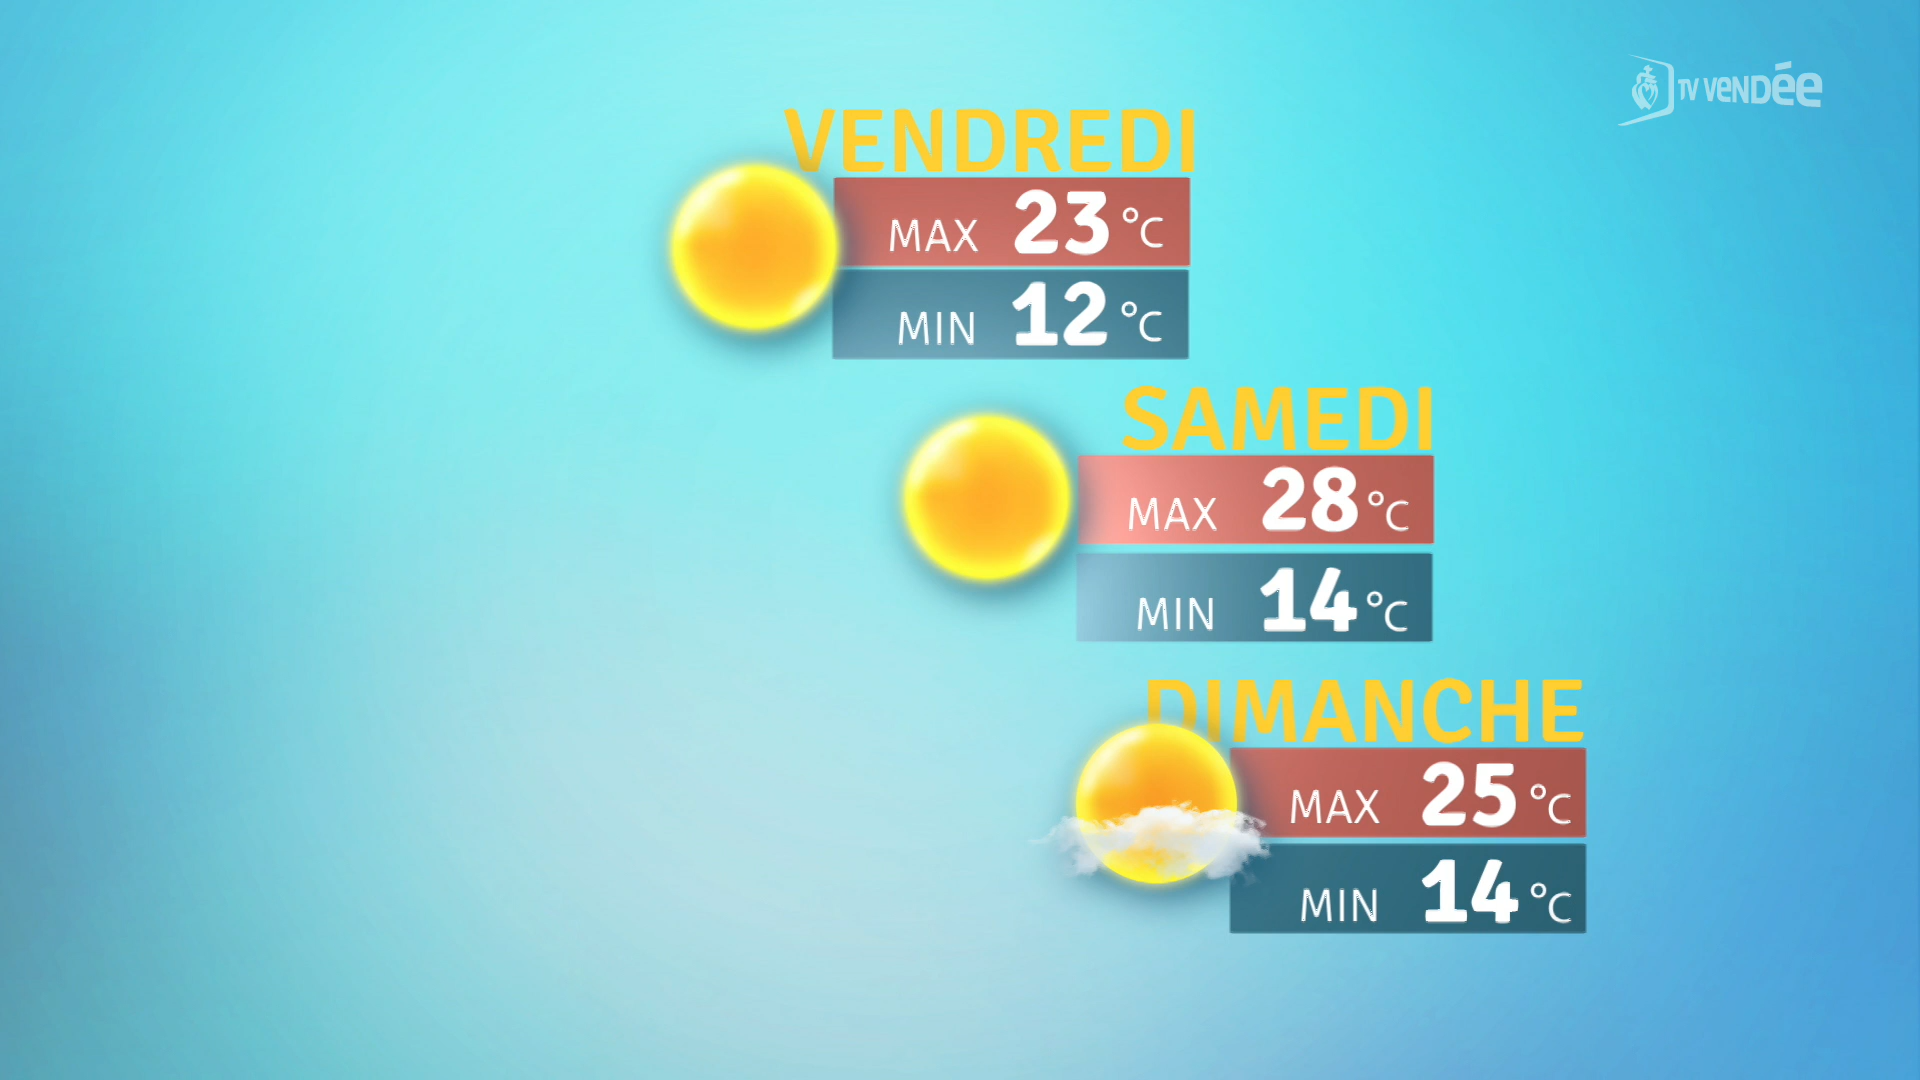 TV VENDÉE
VENDREDI
MAX 23 °C
MIN 12 °C
SAMEDI
MAX 28 °C
MIN 14 °C
DIMANCHE
MAX 25 °C
MIN 14 °C